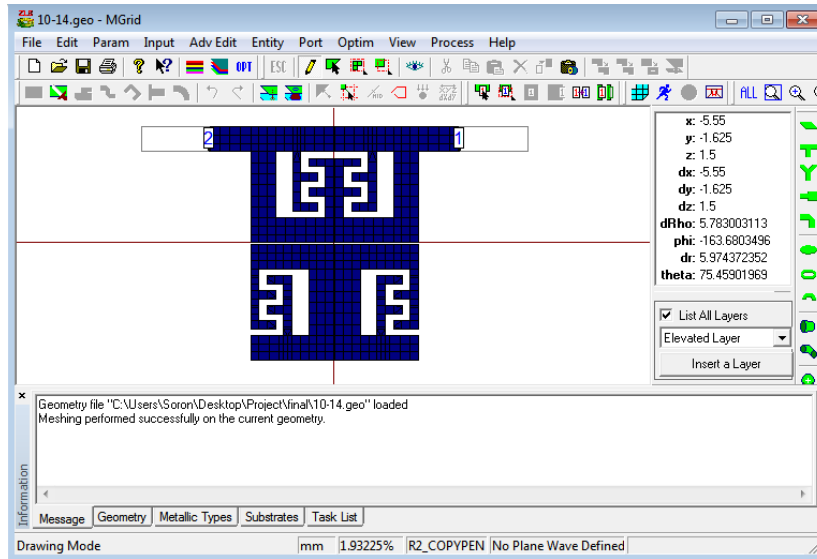 10-14.geo - MGrid
File Edit Param Input Adv Edit Entity Port Optim View Process Help
OPT ESC
ALL
2 1
x: -5.55
y: -1.625
z: 1.5
dx: -5.55
dy: -1.625
dz: 1.5
dRho: 5.783003113
phi: -163.6803496
dr: 5.974372352
theta: 75.45901969
List All Layers
Elevated Layer
Insert a Layer
Geometry file "C:\Users\Soron\Desktop\Project\final\10-14.geo" loaded
Meshing performed successfully on the current geometry.
Information
Message Geometry Metallic Types Substrates Task List
Drawing Mode mm 1.93225% R2_COPYPEN No Plane Wave Defined